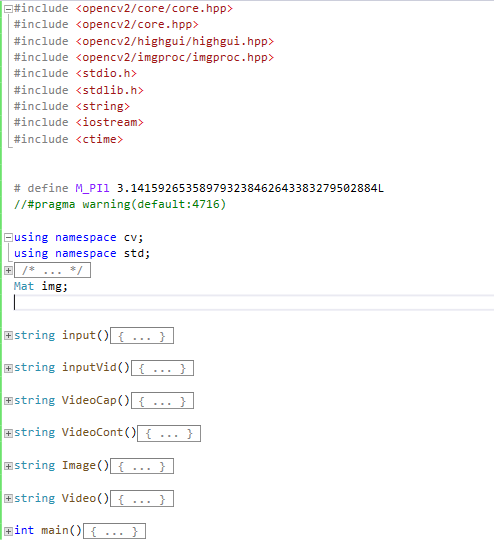 #include <opencv2/core/core.hpp>
#include <opencv2/core.hpp>
#include <opencv2/highgui/highgui.hpp>
#include <opencv2/imgproc/imgproc.hpp>
#include <stdio.h>
#include <stdlib.h>
#include <string>
#include <iostream>
#include <ctime>
# define M_PIl 3.141592653589793238462643383279502884L
//#pragma warning(default:4716)
using namespace cv;
using namespace std;
/* ... */
Mat img;
string input(){ ... }
string inputVid(){ ... }
string VideoCap(){ ... }
string VideoCont(){ ... }
string Image(){ ... }
string Video(){ ... }
int main(){ ... }